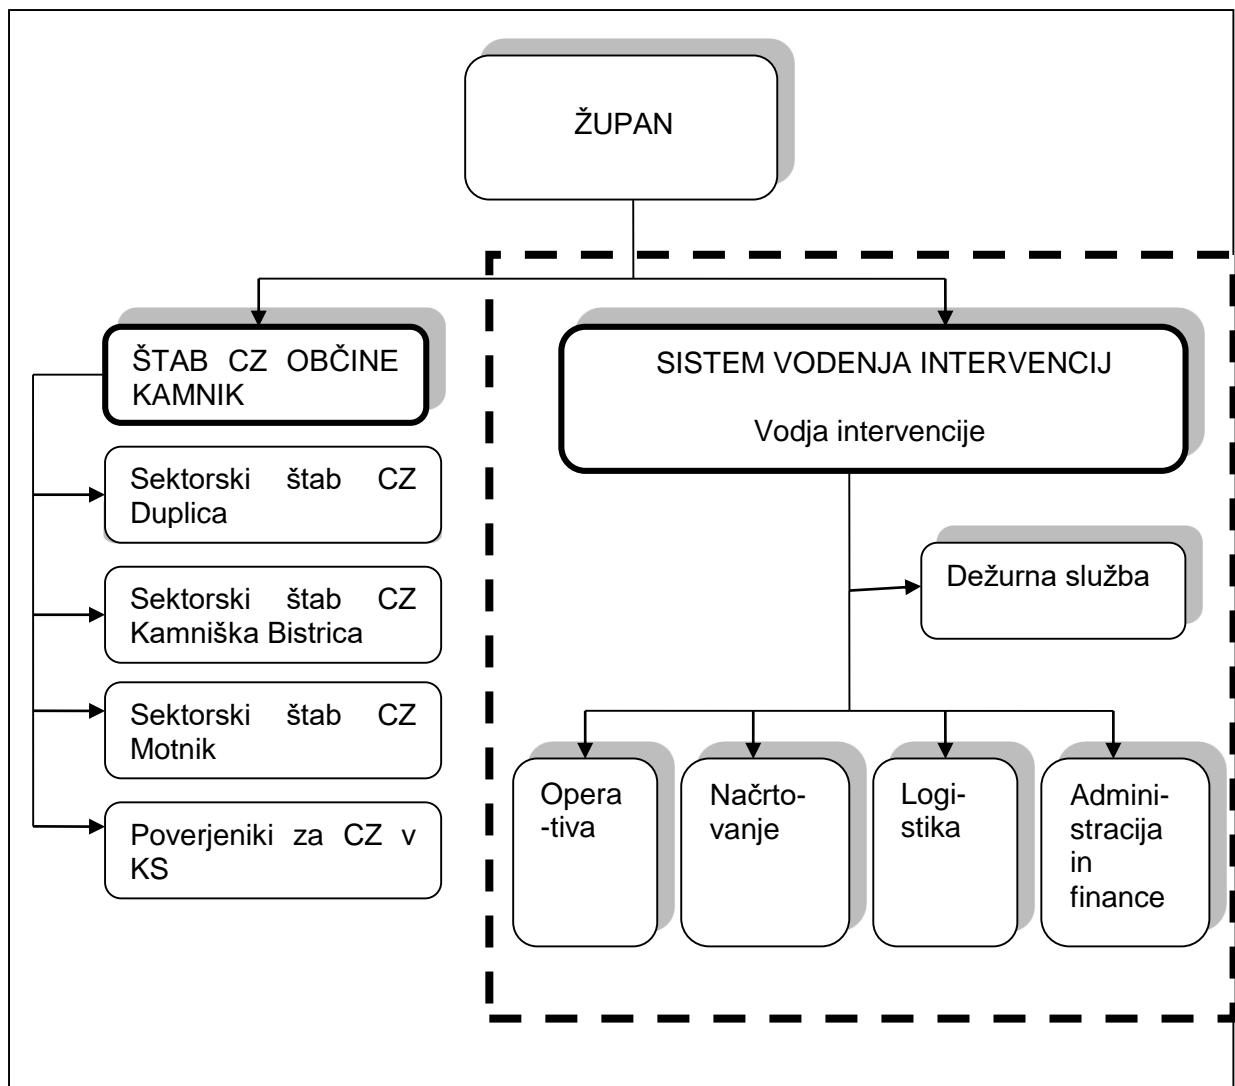 ŽUPAN
ŠTAB CZ OBČINE
KAMNIK
Sektorski štab CZ
Duplica
Sektorski štab CZ
Kamniška Bistrica
Sektorski štab CZ
Motnik
Poverjeniki za CZ v
KS
SISTEM VODENJA INTERVENCIJ
Vodja intervencije
Dežurna služba
Opera
-tiva
Načrto-
vanje
Logi-
stika
Admini-
stracija
in
finance